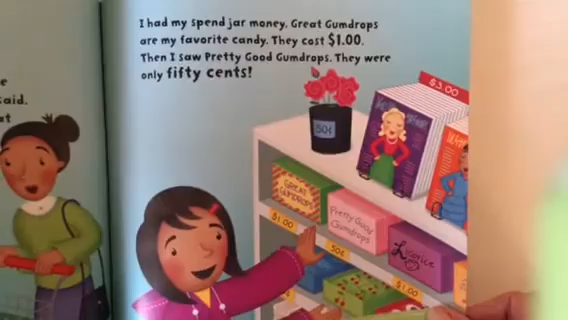 I had my spend jar money. Great Gumdrops
are my favorite candy. They cost $1.00.
Then I saw Pretty Good Gumdrops. They were
only fifty cents!
said.
$3.00
50¢
GREAT
GUMDROPS
Pretty Good
Gumdrops
Licorice
$1.00
50¢
$1.00